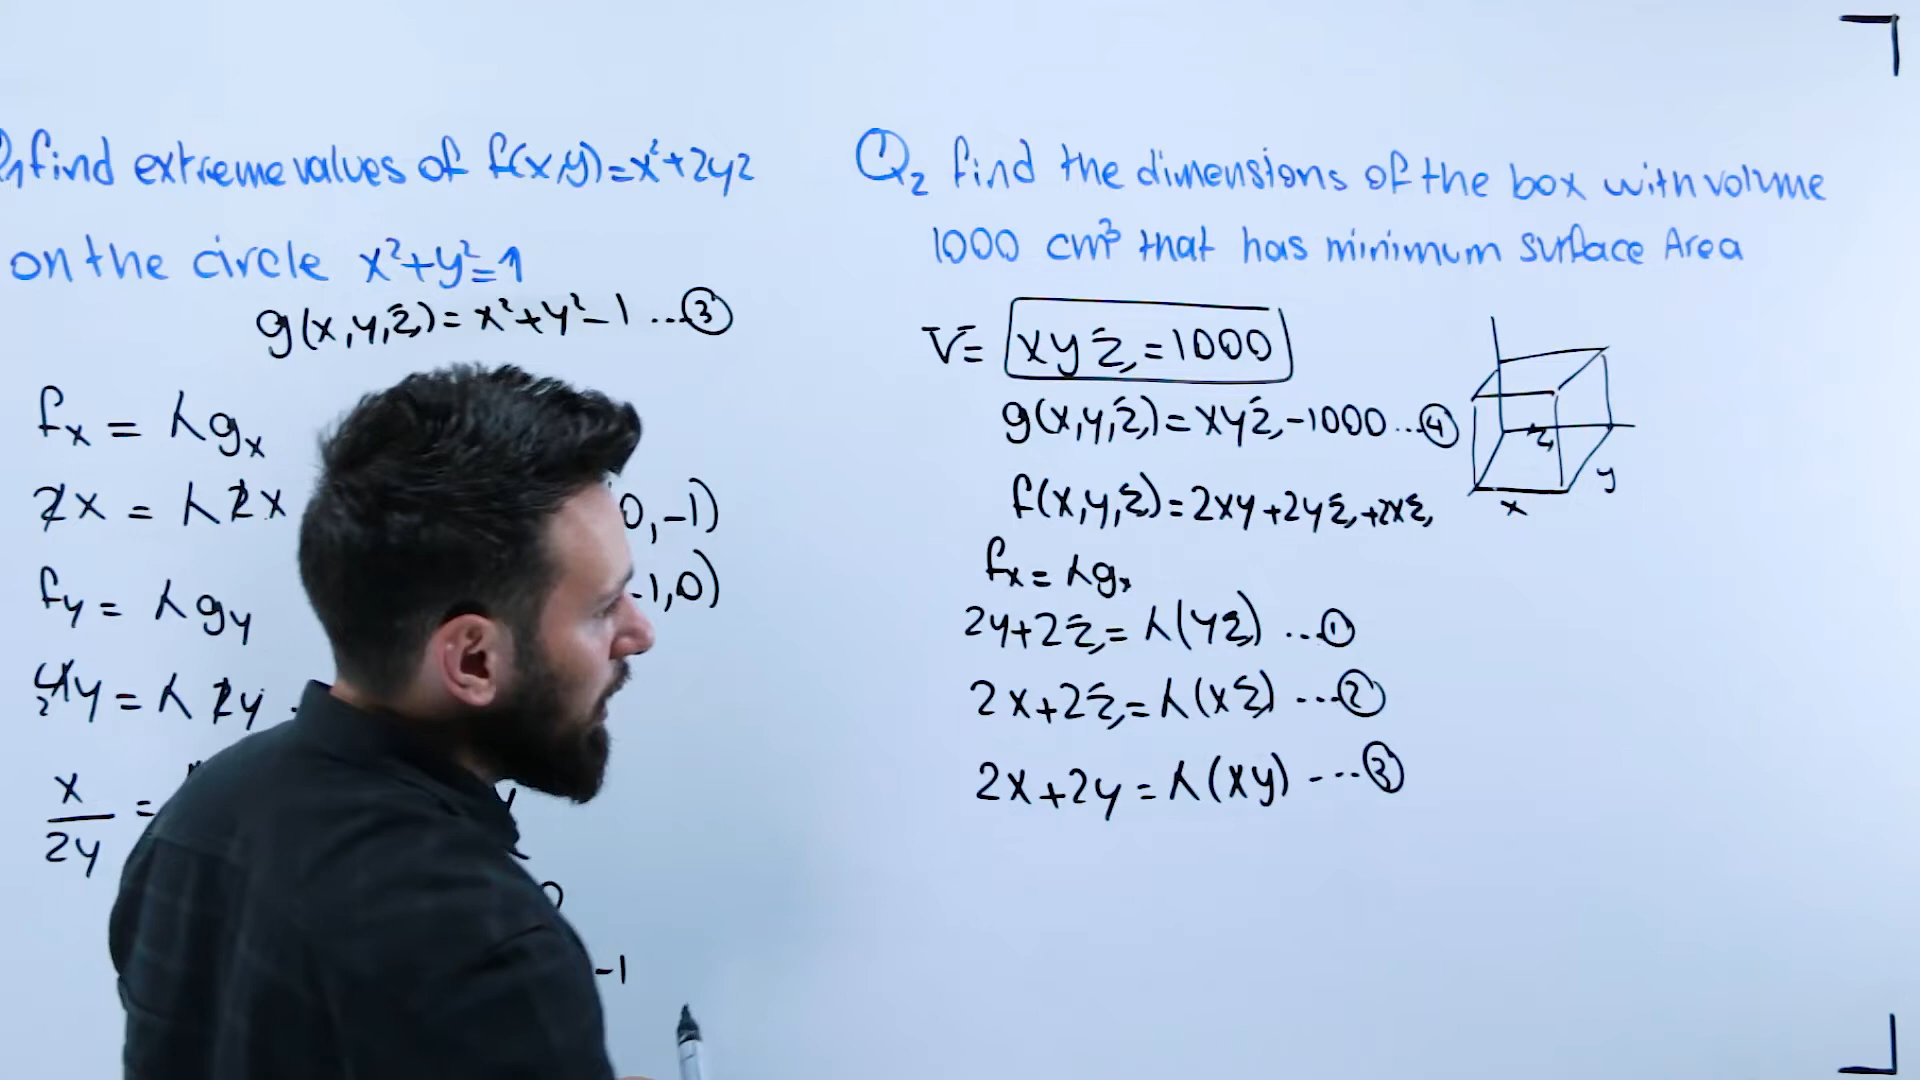 find extreme values of f(x,y)=x²+2y2
on the circle x²+y²=1
g(x,y,z)= x²+y²-1 ...③
fx = λgx
2x = λ2x
0,-1)
fy = λgy
-1,0)
4y = λ2y
2
x/2y =
-1
Q2 find the dimensions of the box with volume
1000 cm³ that has minimum surface Area
V= xyz=1000
g(x,y,z)=xyz-1000...④
f(x,y,z)=2xy+2yz+2xz
fx=λgx
2y+2z=λ(yz) ...①
2x+2z=λ(xz) ...②
2x+2y=λ(xy) ...③
z
y
x